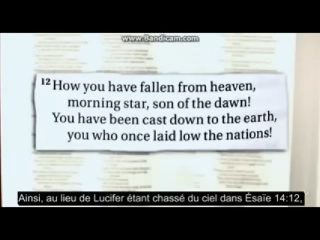 www.Bandicam.com
12 How you have fallen from heaven,
morning star, son of the dawn!
You have been cast down to the earth,
you who once laid low the nations!
Ainsi, au lieu de Lucifer étant chassé du ciel dans Ésaïe 14:12,